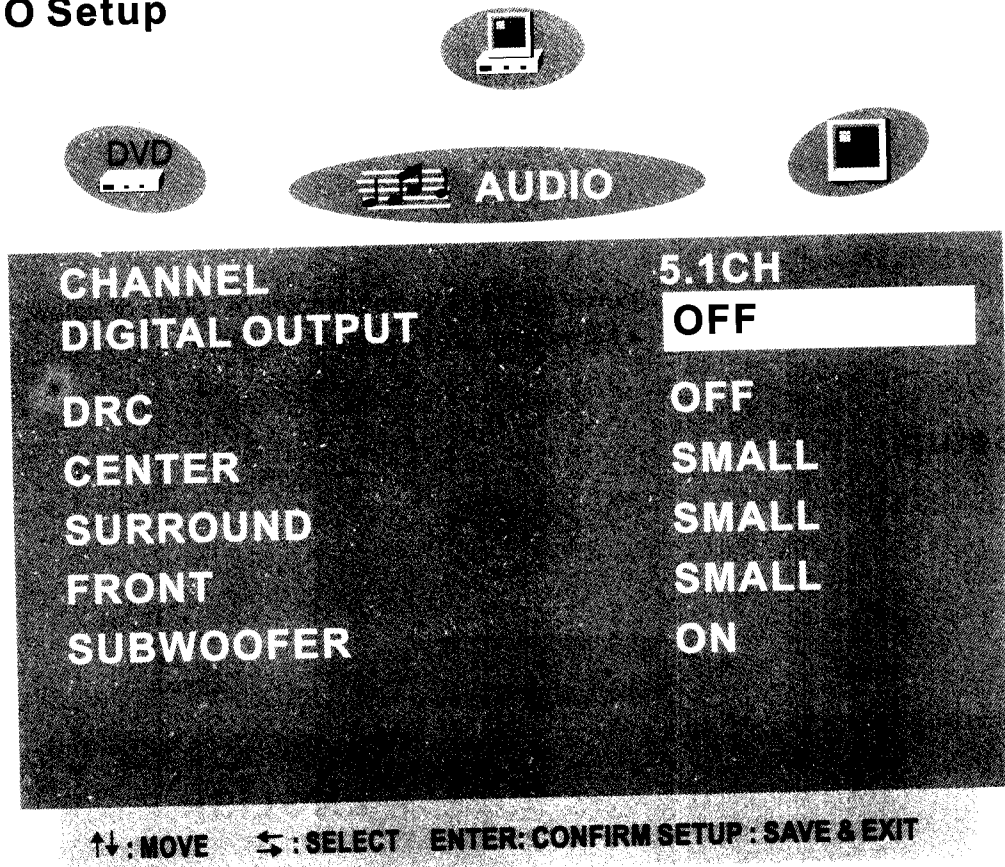 O Setup
DVD
AUDIO
CHANNEL 5.1CH
DIGITAL OUTPUT OFF
DRC OFF
CENTER SMALL
SURROUND SMALL
FRONT SMALL
SUBWOOFER ON
↑↓ : MOVE ⇆ : SELECT ENTER: CONFIRM SETUP : SAVE & EXIT